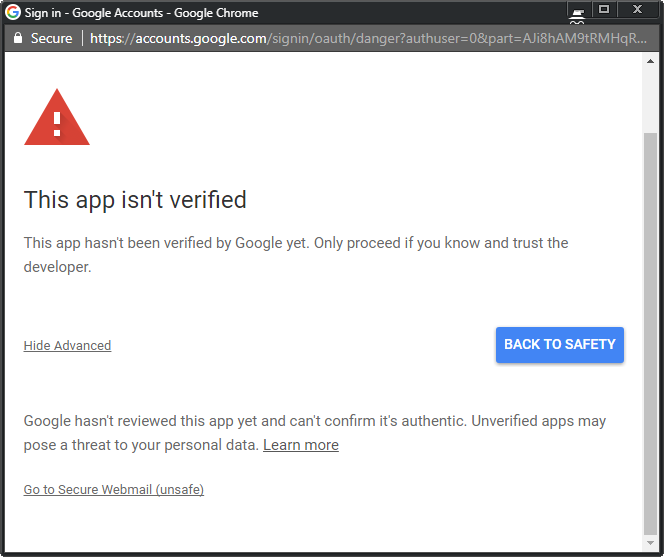 Sign in - Google Accounts - Google Chrome
Secure | https://accounts.google.com/signin/oauth/danger?authuser=0&part=AJi8hAM9tRMHqR...
This app isn't verified
This app hasn't been verified by Google yet. Only proceed if you know and trust the
developer.
Hide Advanced
BACK TO SAFETY
Google hasn't reviewed this app yet and can't confirm it's authentic. Unverified apps may
pose a threat to your personal data. Learn more
Go to Secure Webmail (unsafe)